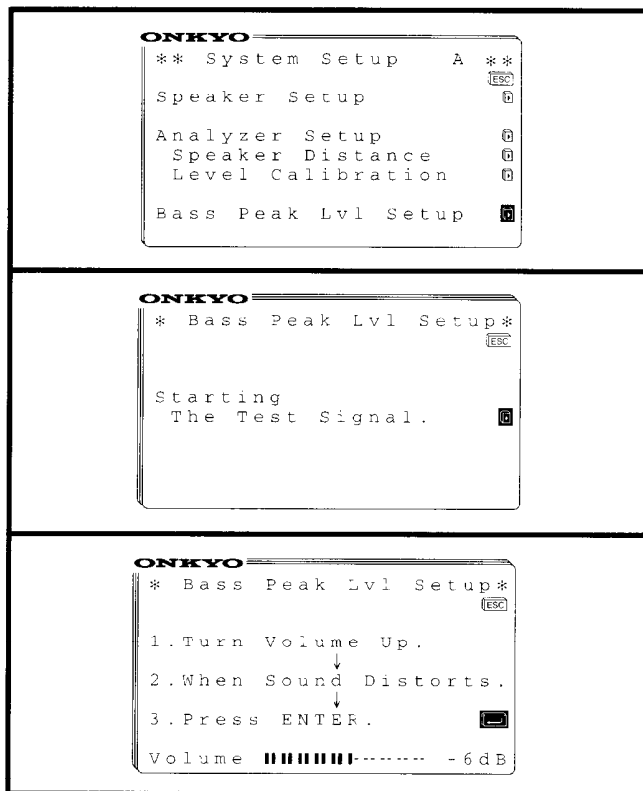 ONKYO
** System Setup A **
ESC
Speaker Setup
Analyzer Setup
Speaker Distance
Level Calibration
Bass Peak Lvl Setup
ONKYO
* Bass Peak Lvl Setup*
ESC
Starting
The Test Signal.
ONKYO
* Bass Peak Lvl Setup*
ESC
1.Turn Volume Up.
↓
2.When Sound Distorts.
↓
3.Press ENTER.
Volume -6dB